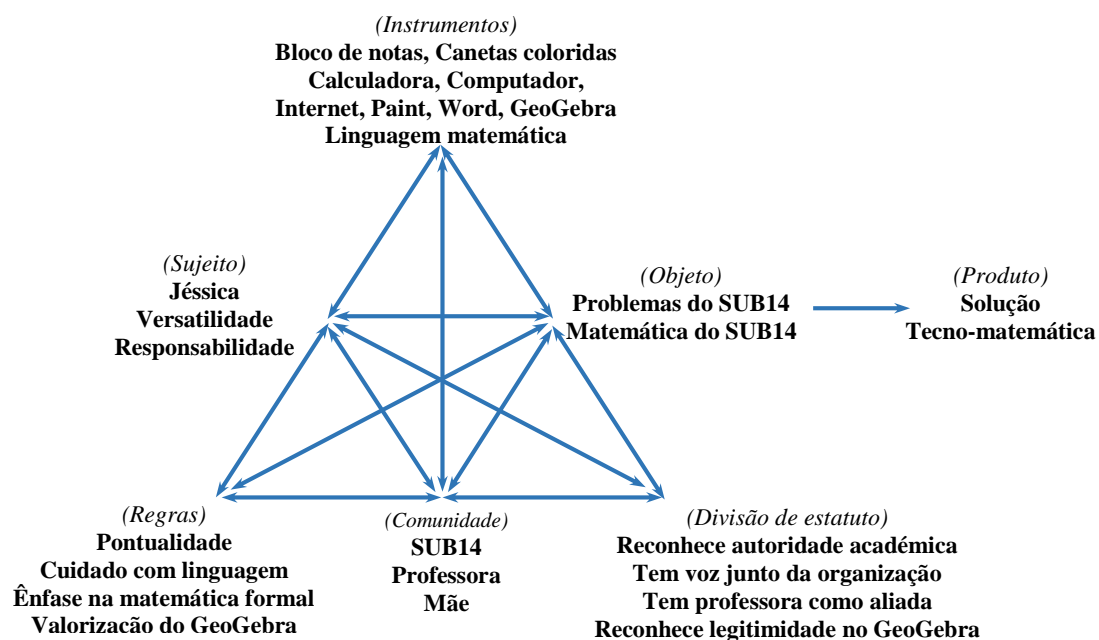 (Instrumentos)
Bloco de notas, Canetas coloridas
Calculadora, Computador,
Internet, Paint, Word, GeoGebra
Linguagem matemática
(Sujeito)
Jéssica
Versatilidade
Responsabilidade
(Objeto)
Problemas do SUB14
Matemática do SUB14
(Produto)
Solução
Tecno-matemática
(Regras)
Pontualidade
Cuidado com linguagem
Ênfase na matemática formal
Valorizacão do GeoGebra
(Comunidade)
SUB14
Professora
Mãe
(Divisão de estatuto)
Reconhece autoridade académica
Tem voz junto da organização
Tem professora como aliada
Reconhece legitimidade no GeoGebra